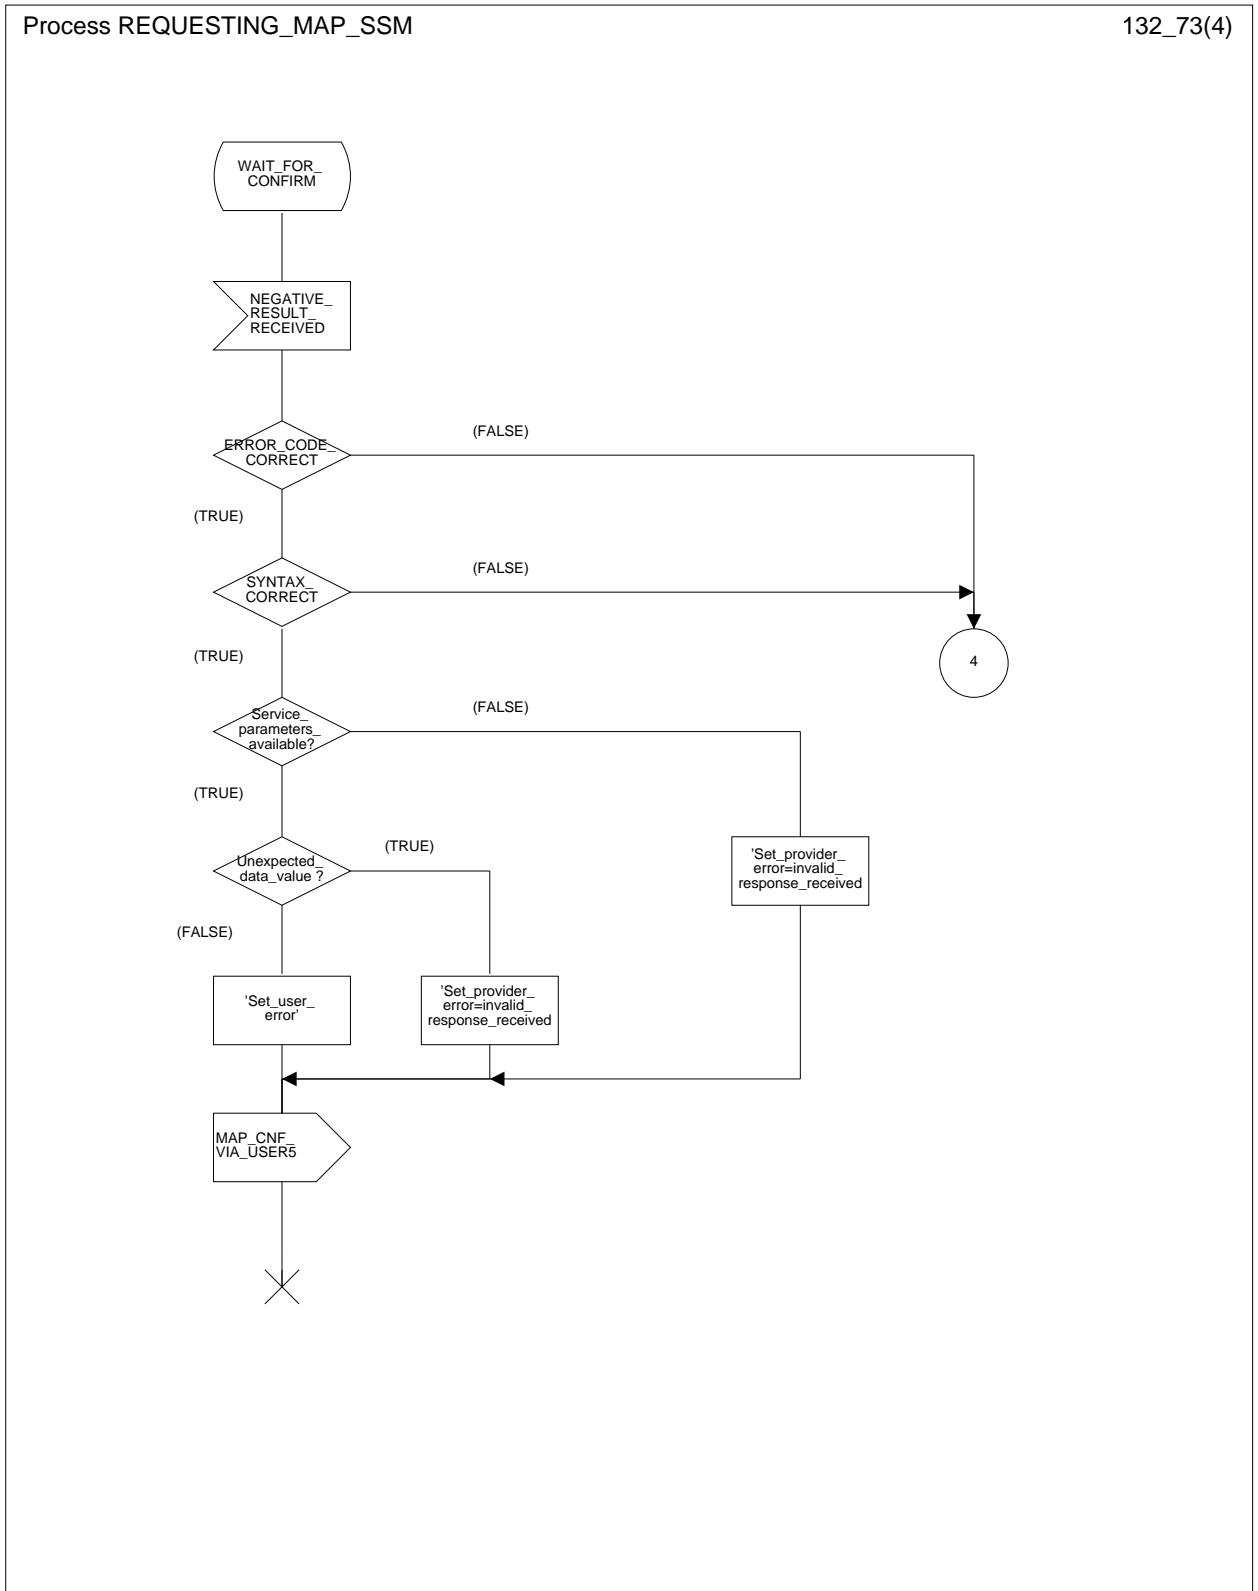 Process REQUESTING_MAP_SSM
132_73(4)
WAIT_FOR_
CONFIRM
NEGATIVE_
RESULT_
RECEIVED
ERROR_CODE_
CORRECT
(FALSE)
(TRUE)
SYNTAX_
CORRECT
(FALSE)
4
(TRUE)
Service_
parameters_
available?
(FALSE)
(TRUE)
Unexpected_
data_value ?
(TRUE)
'Set_provider_
error=invalid_
response_received
(FALSE)
'Set_user_
error'
'Set_provider_
error=invalid_
response_received
MAP_CNF_
VIA_USER5